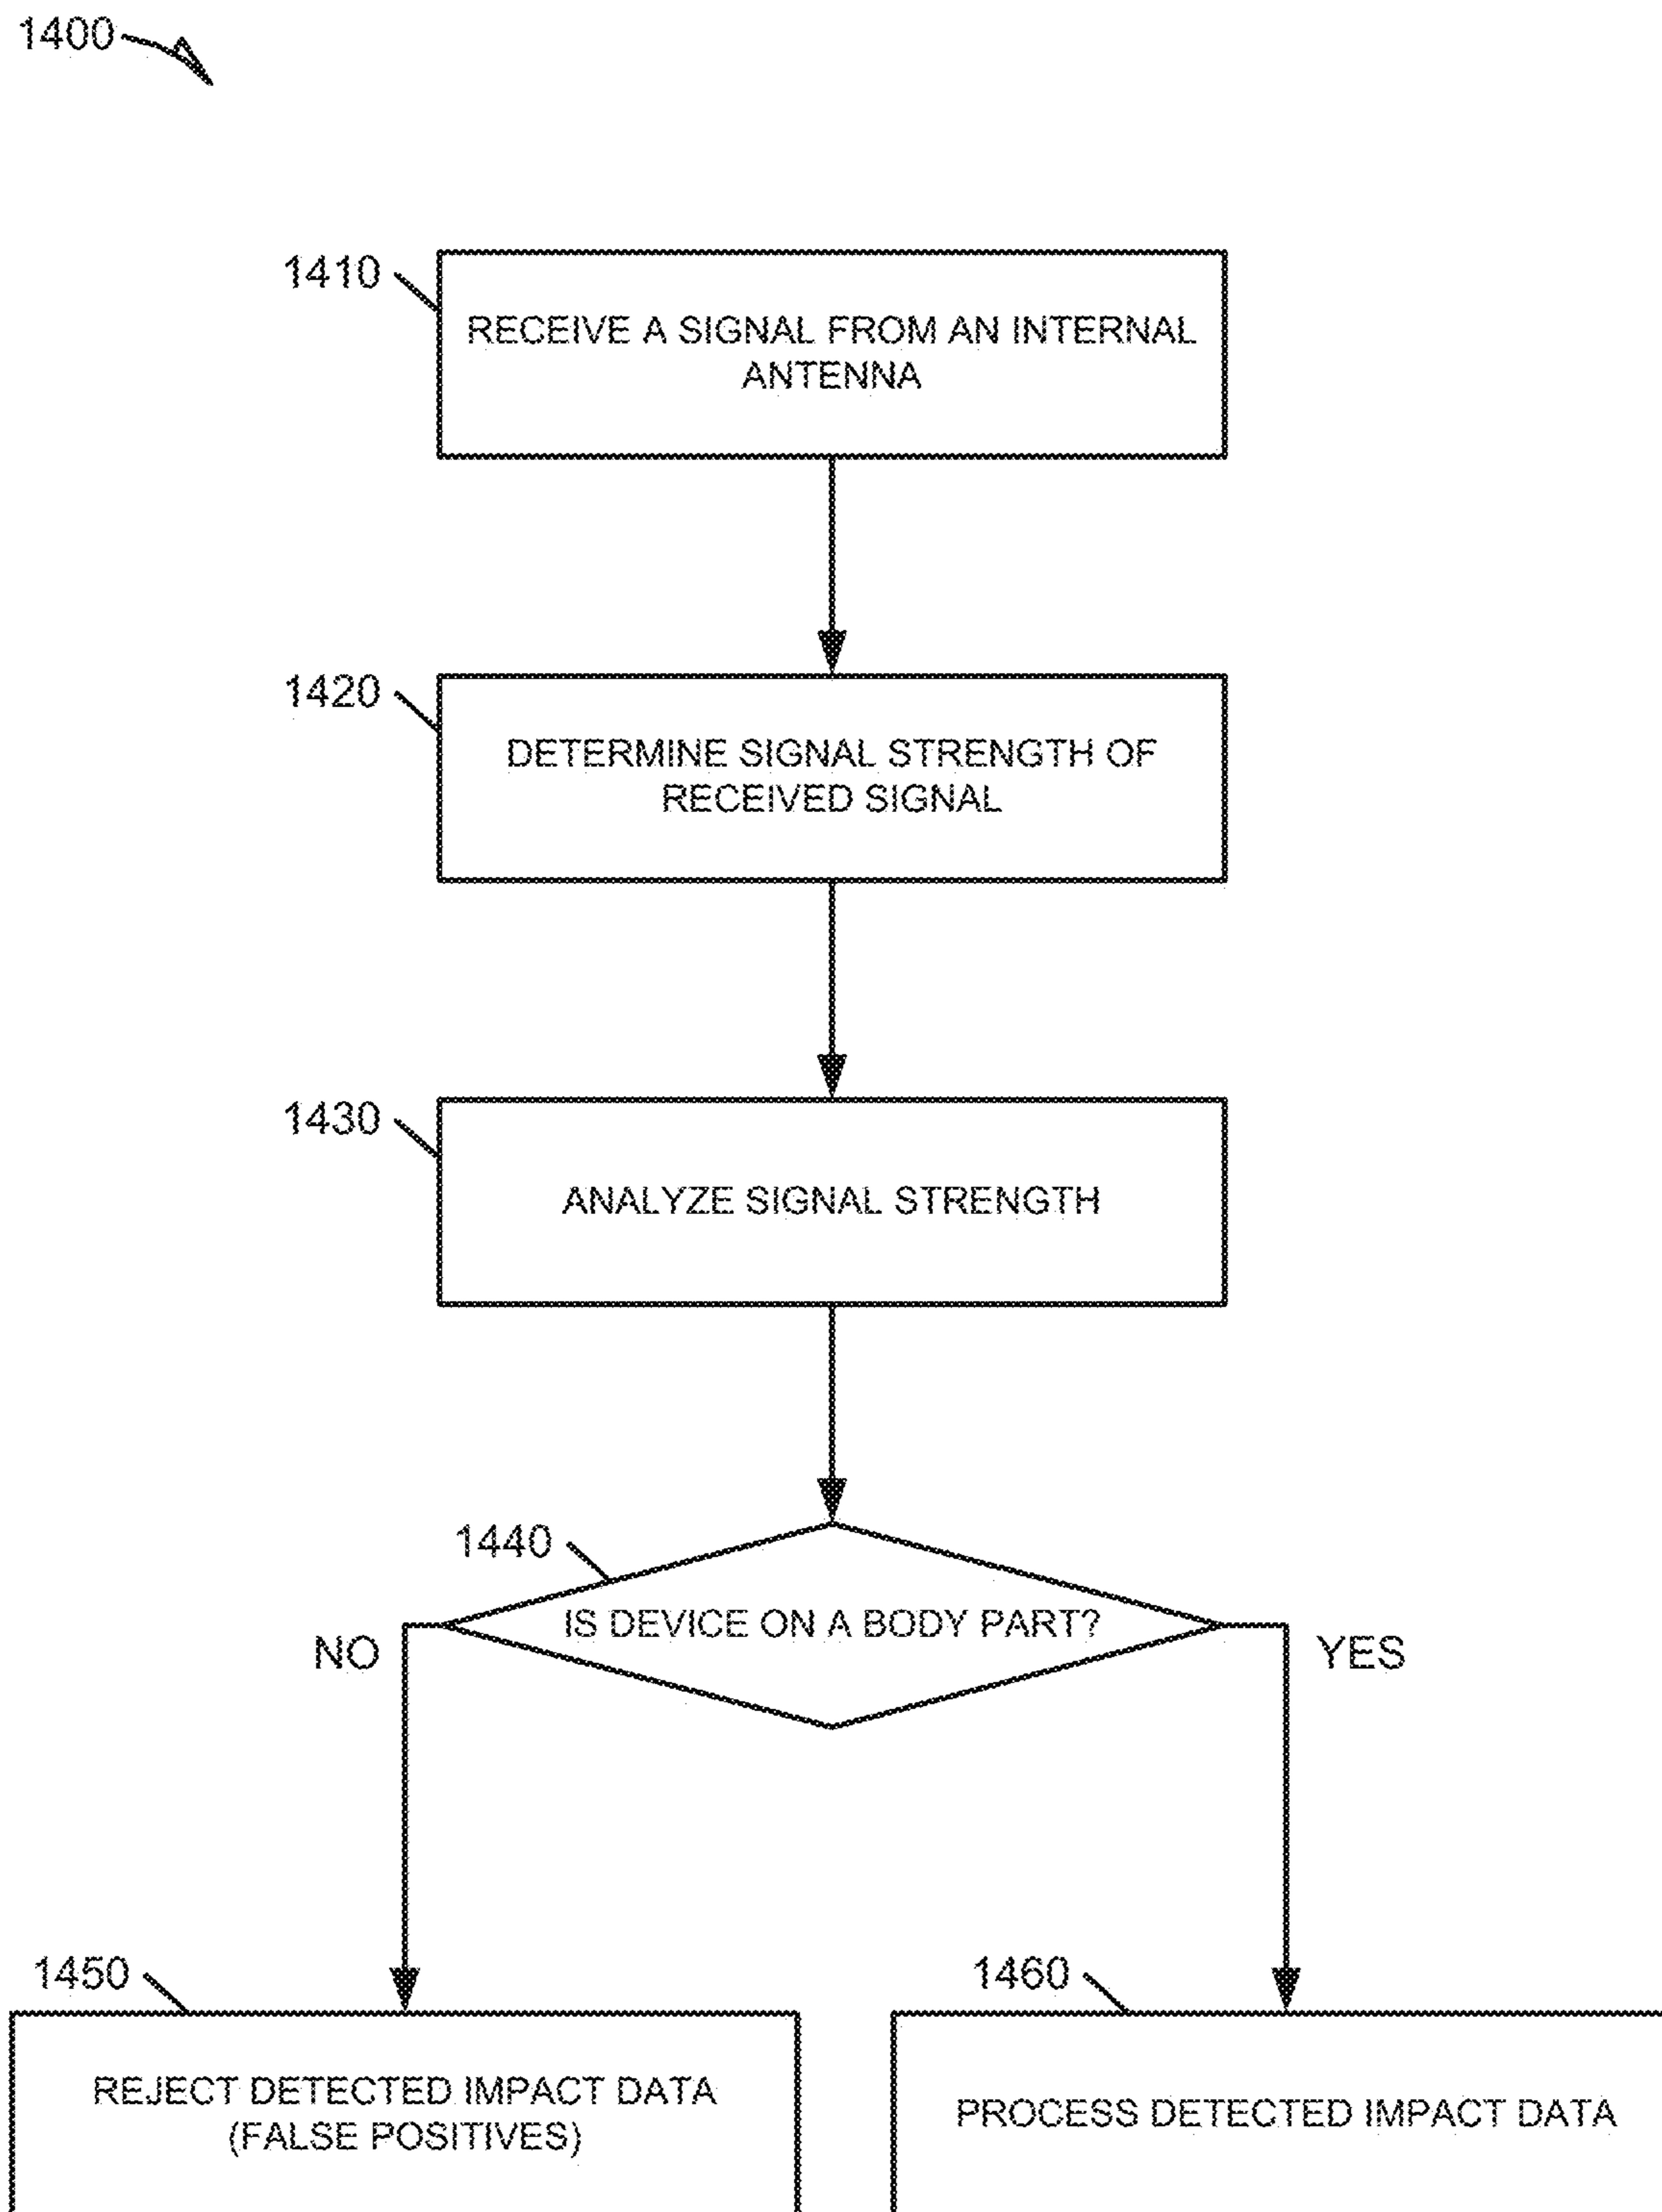 1400
1410
RECEIVE A SIGNAL FROM AN INTERNAL
ANTENNA
1420
DETERMINE SIGNAL STRENGTH OF
RECEIVED SIGNAL
1430
ANALYZE SIGNAL STRENGTH
1440
IS DEVICE ON A BODY PART?
NO
YES
1450
REJECT DETECTED IMPACT DATA
(FALSE POSITIVES)
1460
PROCESS DETECTED IMPACT DATA